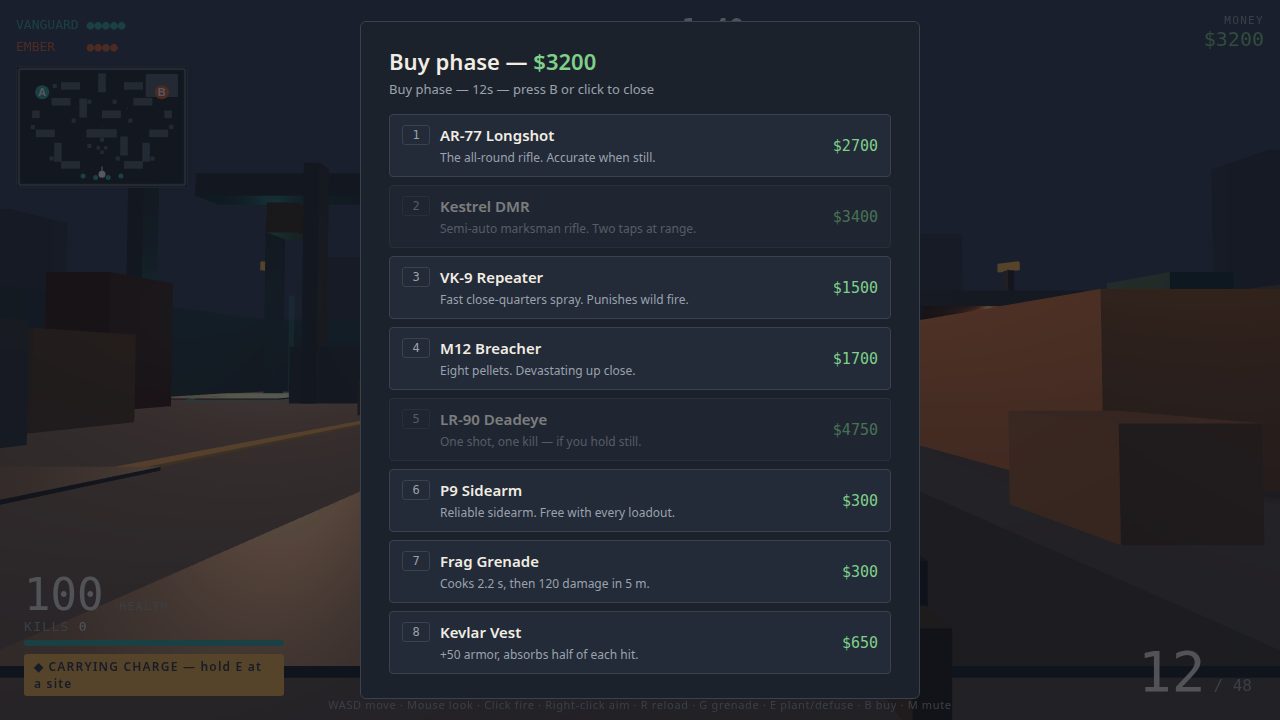 VANGUARD
EMBER
A
B
MONEY
$3200
Buy phase — $3200
Buy phase — 12s — press B or click to close
1 AR-77 Longshot
The all-round rifle. Accurate when still.
$2700
2 Kestrel DMR
Semi-auto marksman rifle. Two taps at range.
$3400
3 VK-9 Repeater
Fast close-quarters spray. Punishes wild fire.
$1500
4 M12 Breacher
Eight pellets. Devastating up close.
$1700
5 LR-90 Deadeye
One shot, one kill — if you hold still.
$4750
6 P9 Sidearm
Reliable sidearm. Free with every loadout.
$300
7 Frag Grenade
Cooks 2.2 s, then 120 damage in 5 m.
$300
8 Kevlar Vest
+50 armor, absorbs half of each hit.
$650
100 HEALTH
KILLS 0
◆ CARRYING CHARGE — hold E at
a site
12 / 48
WASD move · Mouse look · Click fire · Right-click aim · R reload · G grenade · E plant/defuse · B buy · M mute